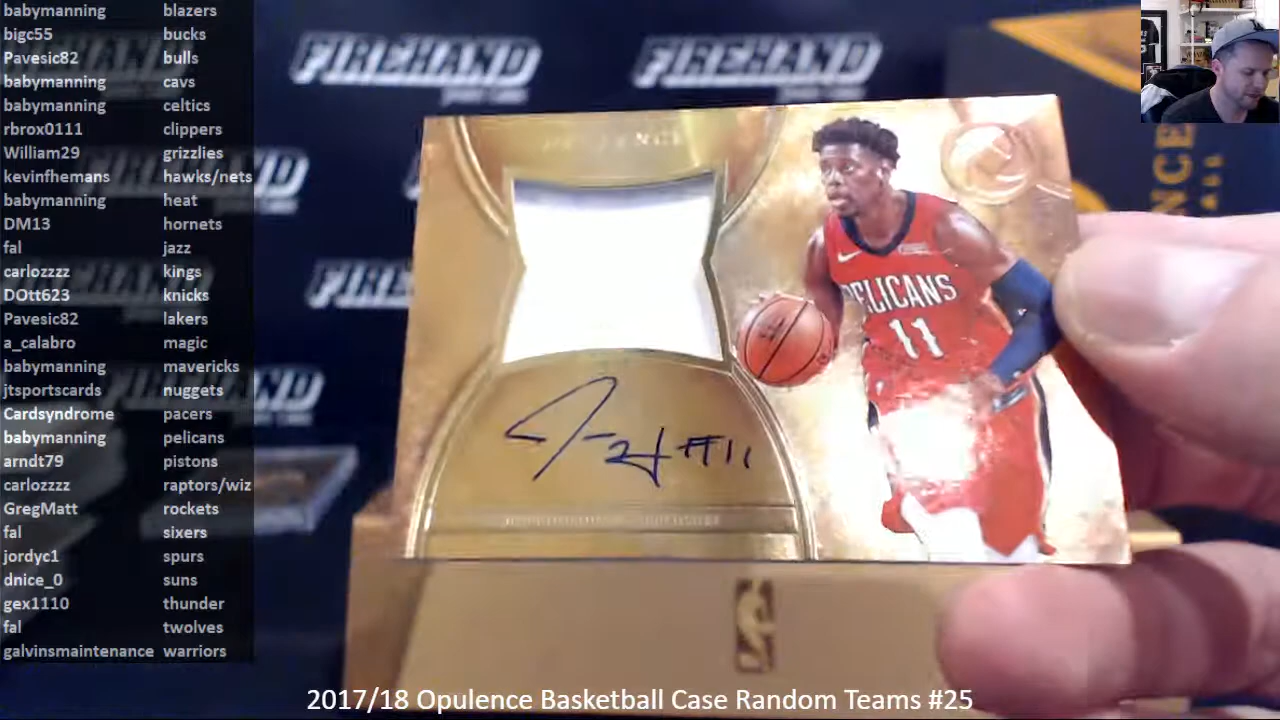 babymanning blazers
bigc55 bucks
Pavesic82 bulls
babymanning cavs
babymanning celtics
rbrox0111 clippers
William29 grizzlies
kevinfhemans hawks/nets
babymanning heat
DM13 hornets
fal jazz
carlozzzz kings
DOtt623 knicks
Pavesic82 lakers
a_calabro magic
babymanning mavericks
jtsportscards nuggets
Cardsyndrome pacers
babymanning pelicans
arndt79 pistons
carlozzzz raptors/wiz
GregMatt rockets
fal sixers
jordyc1 spurs
dnice_0 suns
gex1110 thunder
fal twolves
galvinsmaintenance warriors
FIREHAND
FIREHAND
PELICANS
11
#11
2017/18 Opulence Basketball Case Random Teams #25